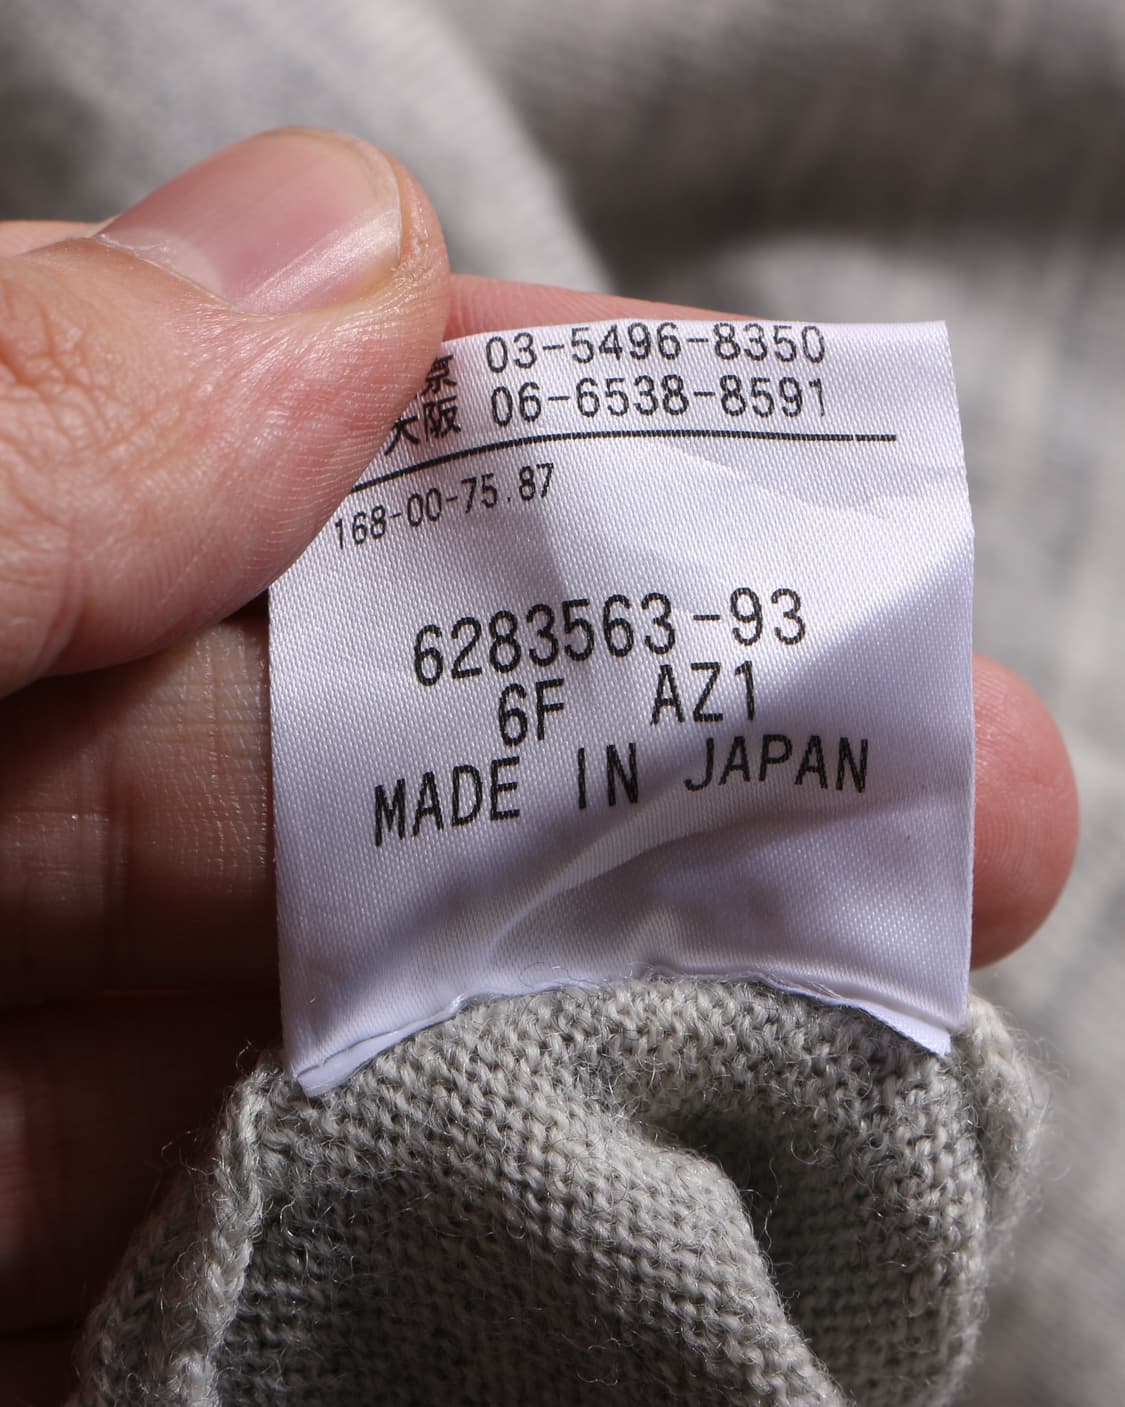 京 03-5496-8350
大阪 06-6538-8591
168-00-75.87
6283563-93
6F AZ1
MADE IN JAPAN